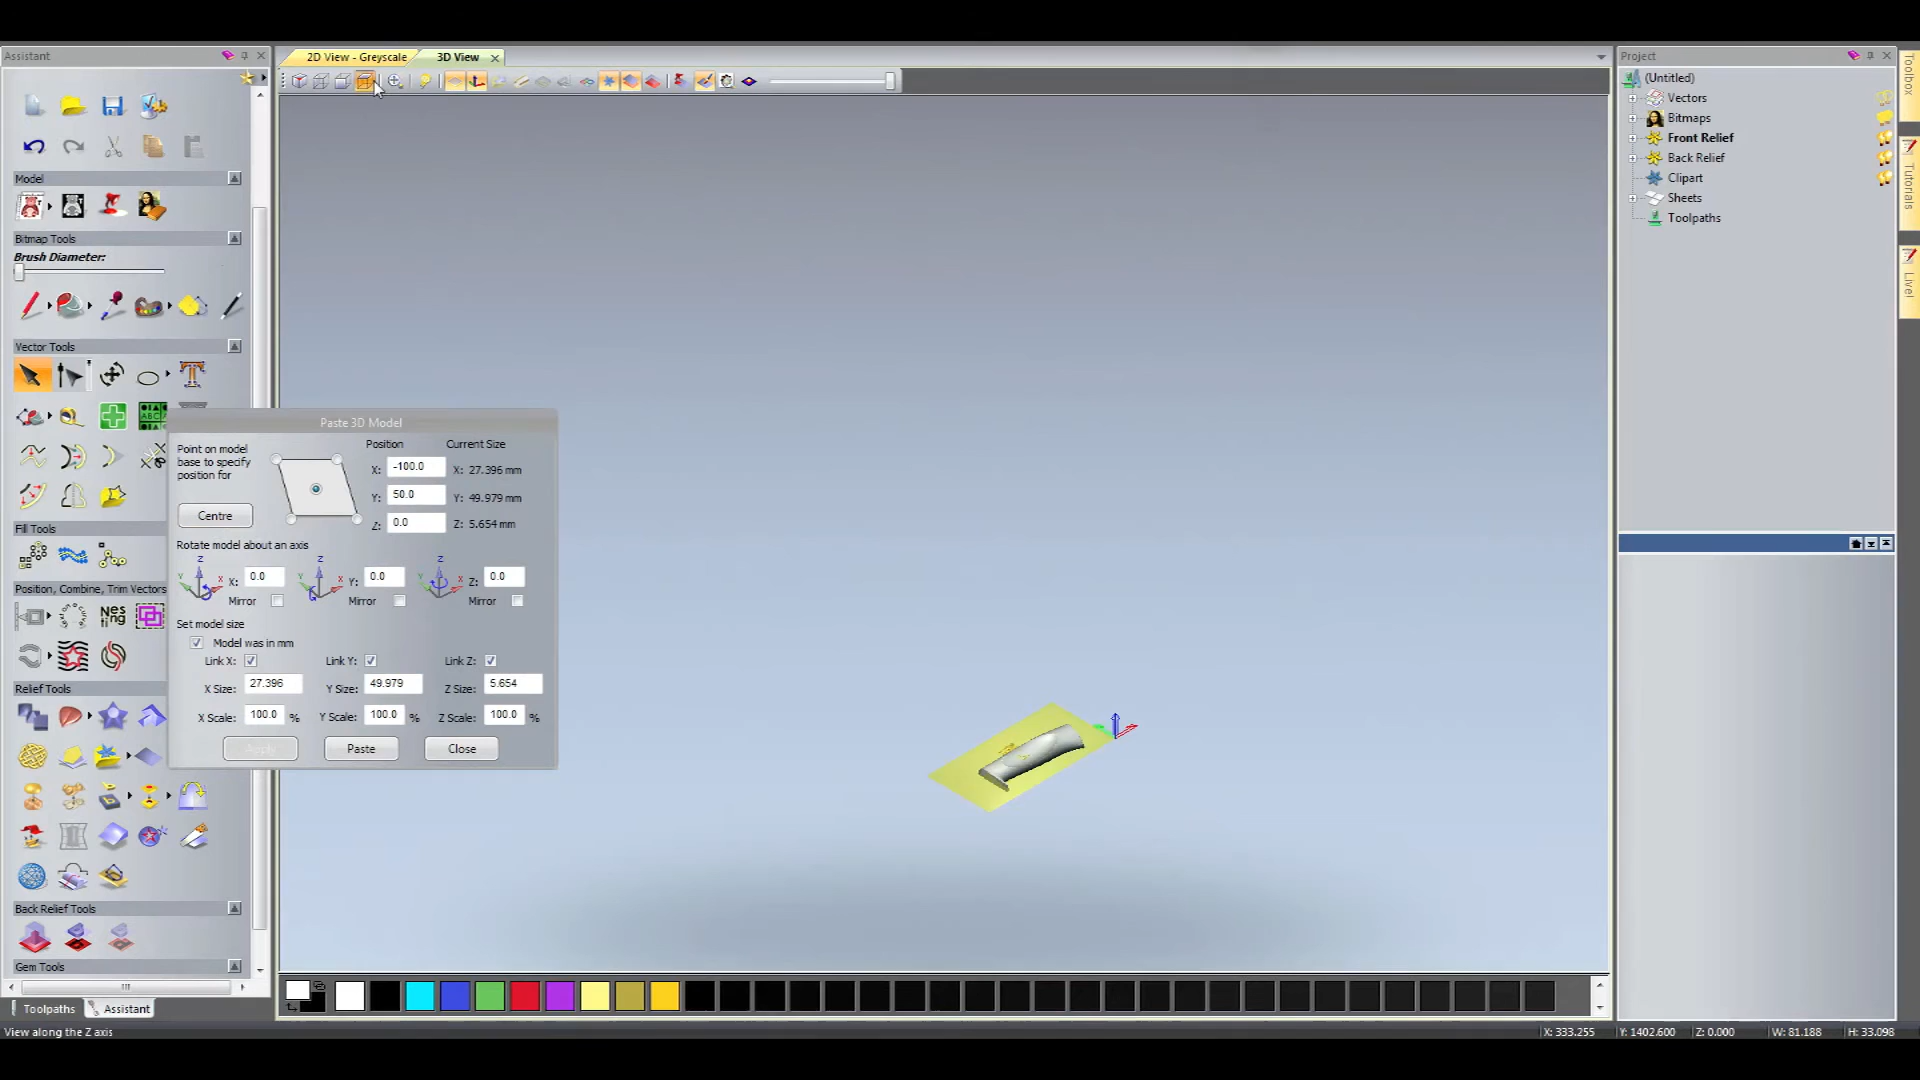 Assistant
2D View - Greyscale
3D View
Project
(Untitled)
Vectors
Bitmaps
Front Relief
Back Relief
Clipart
Sheets
Toolpaths
Toolbox
Tutorials
Live!
Model
Bitmap Tools
Brush Diameter:
Vector Tools
Fill Tools
Position, Combine, Trim Vectors
Relief Tools
Back Relief Tools
Gem Tools
Paste 3D Model
Point on model
base to specify
position for
Centre
Position
Current Size
X: -100.0 X: 27.396 mm
Y: 50.0 Y: 49.979 mm
Z: 0.0 Z: 5.654 mm
Rotate model about an axis
X: 0.0 Y: 0.0 Z: 0.0
Mirror Mirror Mirror
Set model size
Model was in mm
Link X: Link Y: Link Z:
X Size: 27.396 Y Size: 49.979 Z Size: 5.654
X Scale: 100.0 % Y Scale: 100.0 % Z Scale: 100.0 %
Apply Paste Close
Toolpaths Assistant
View along the Z axis
X: 333.255 Y: 1402.600 Z: 0.000 W: 81.188 H: 33.098